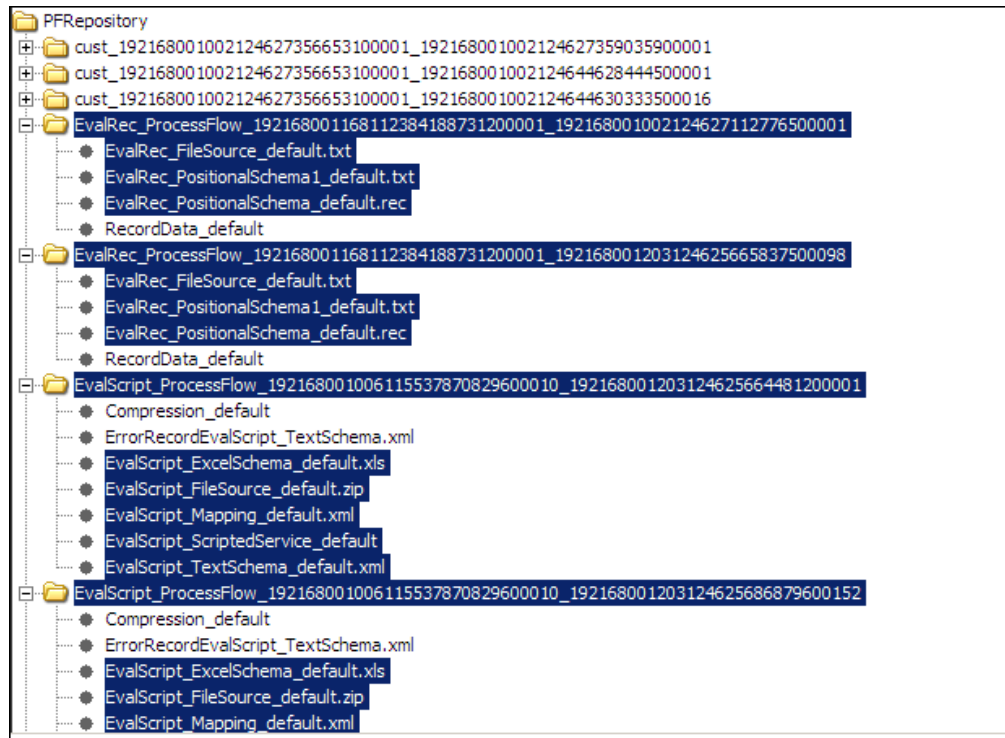 PFRepository
cust_192168001002124627356653100001_192168001002124627359035900001
cust_192168001002124627356653100001_192168001002124644628444500001
cust_192168001002124627356653100001_192168001002124644630333500016
EvalRec_ProcessFlow_192168001168112384188731200001_192168001002124627112776500001
EvalRec_FileSource_default.txt
EvalRec_PositionalSchema1_default.txt
EvalRec_PositionalSchema_default.rec
RecordData_default
EvalRec_ProcessFlow_192168001168112384188731200001_192168001203124625665837500098
EvalRec_FileSource_default.txt
EvalRec_PositionalSchema1_default.txt
EvalRec_PositionalSchema_default.rec
RecordData_default
EvalScript_ProcessFlow_192168001006115537870829600010_192168001203124625664481200001
Compression_default
ErrorRecordEvalScript_TextSchema.xml
EvalScript_ExcelSchema_default.xls
EvalScript_FileSource_default.zip
EvalScript_Mapping_default.xml
EvalScript_ScriptedService_default
EvalScript_TextSchema_default.xml
EvalScript_ProcessFlow_192168001006115537870829600010_192168001203124625686879600152
Compression_default
ErrorRecordEvalScript_TextSchema.xml
EvalScript_ExcelSchema_default.xls
EvalScript_FileSource_default.zip
EvalScript_Mapping_default.xml